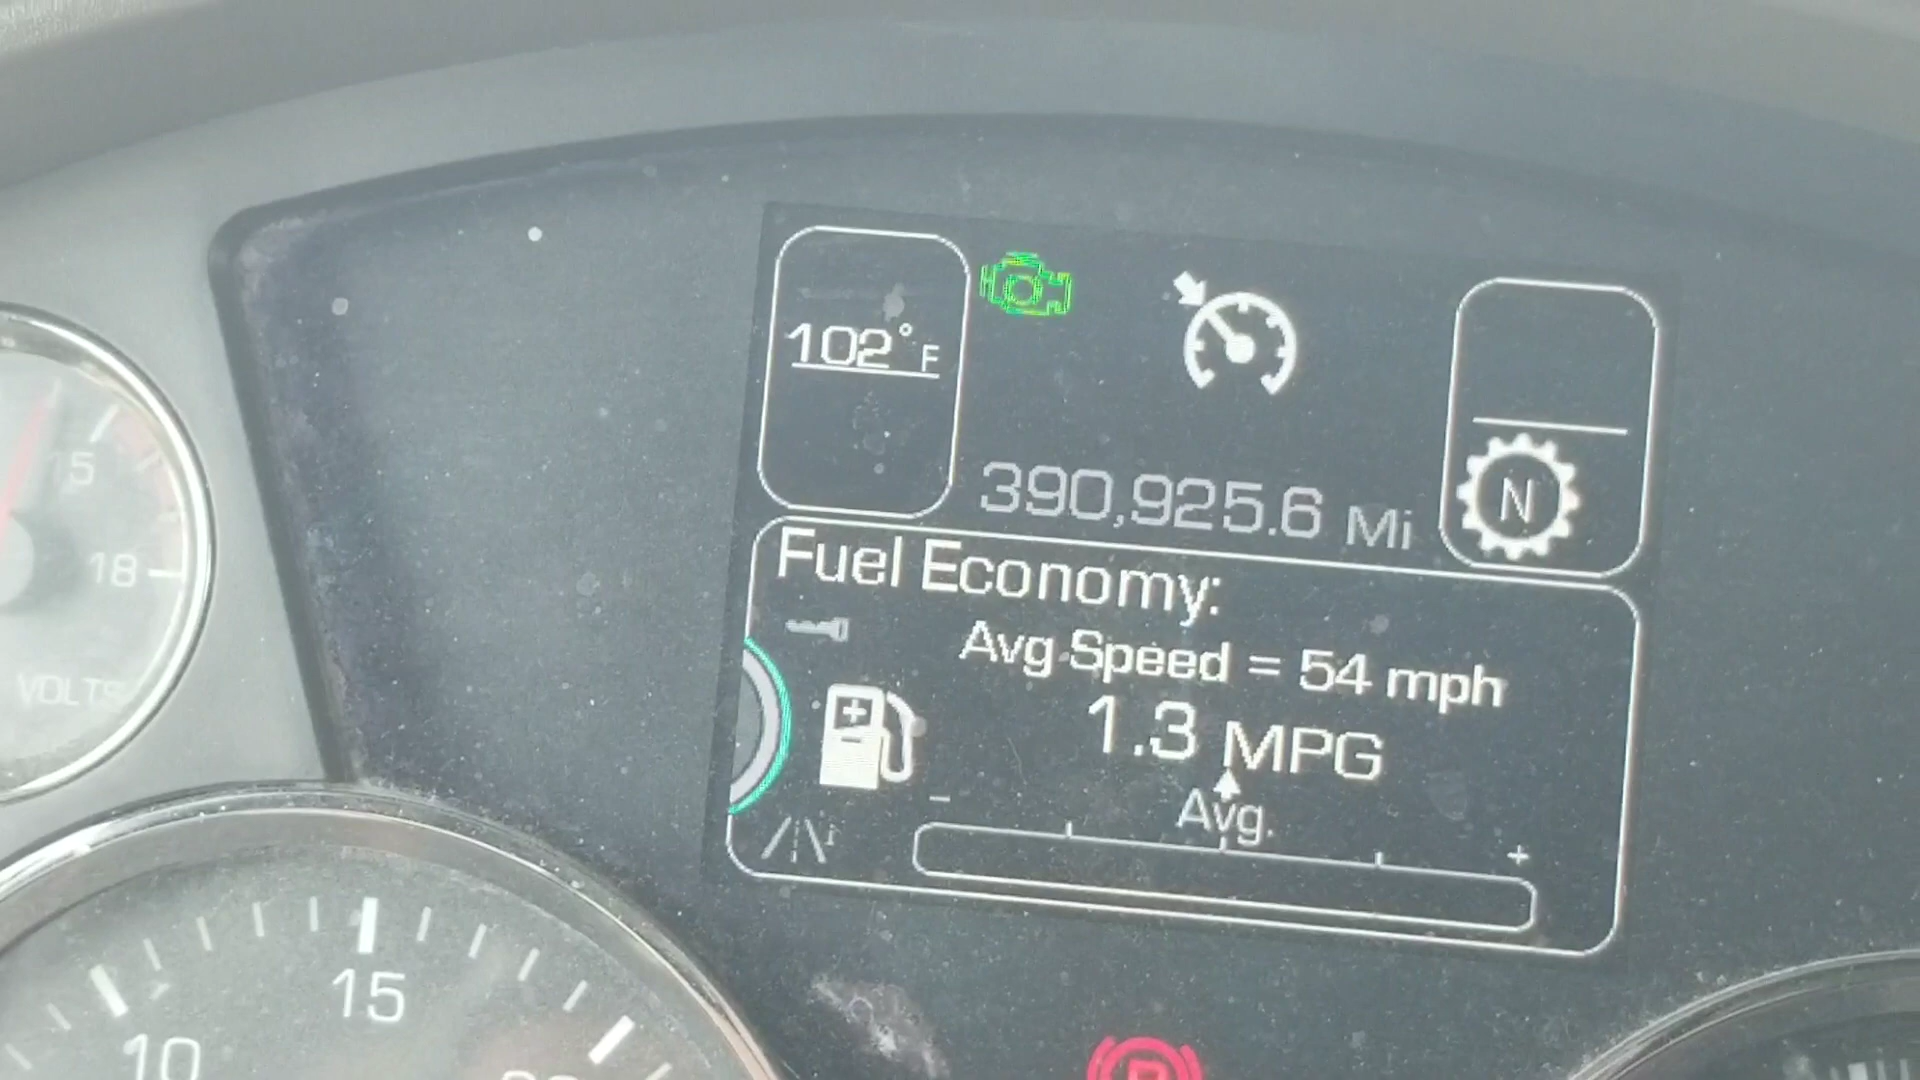 102°F
390,925.6 Mi
N
Fuel Economy:
Avg Speed = 54 mph
1.3 MPG
Avg.
- +
15
18
VOLTS
10
15
P